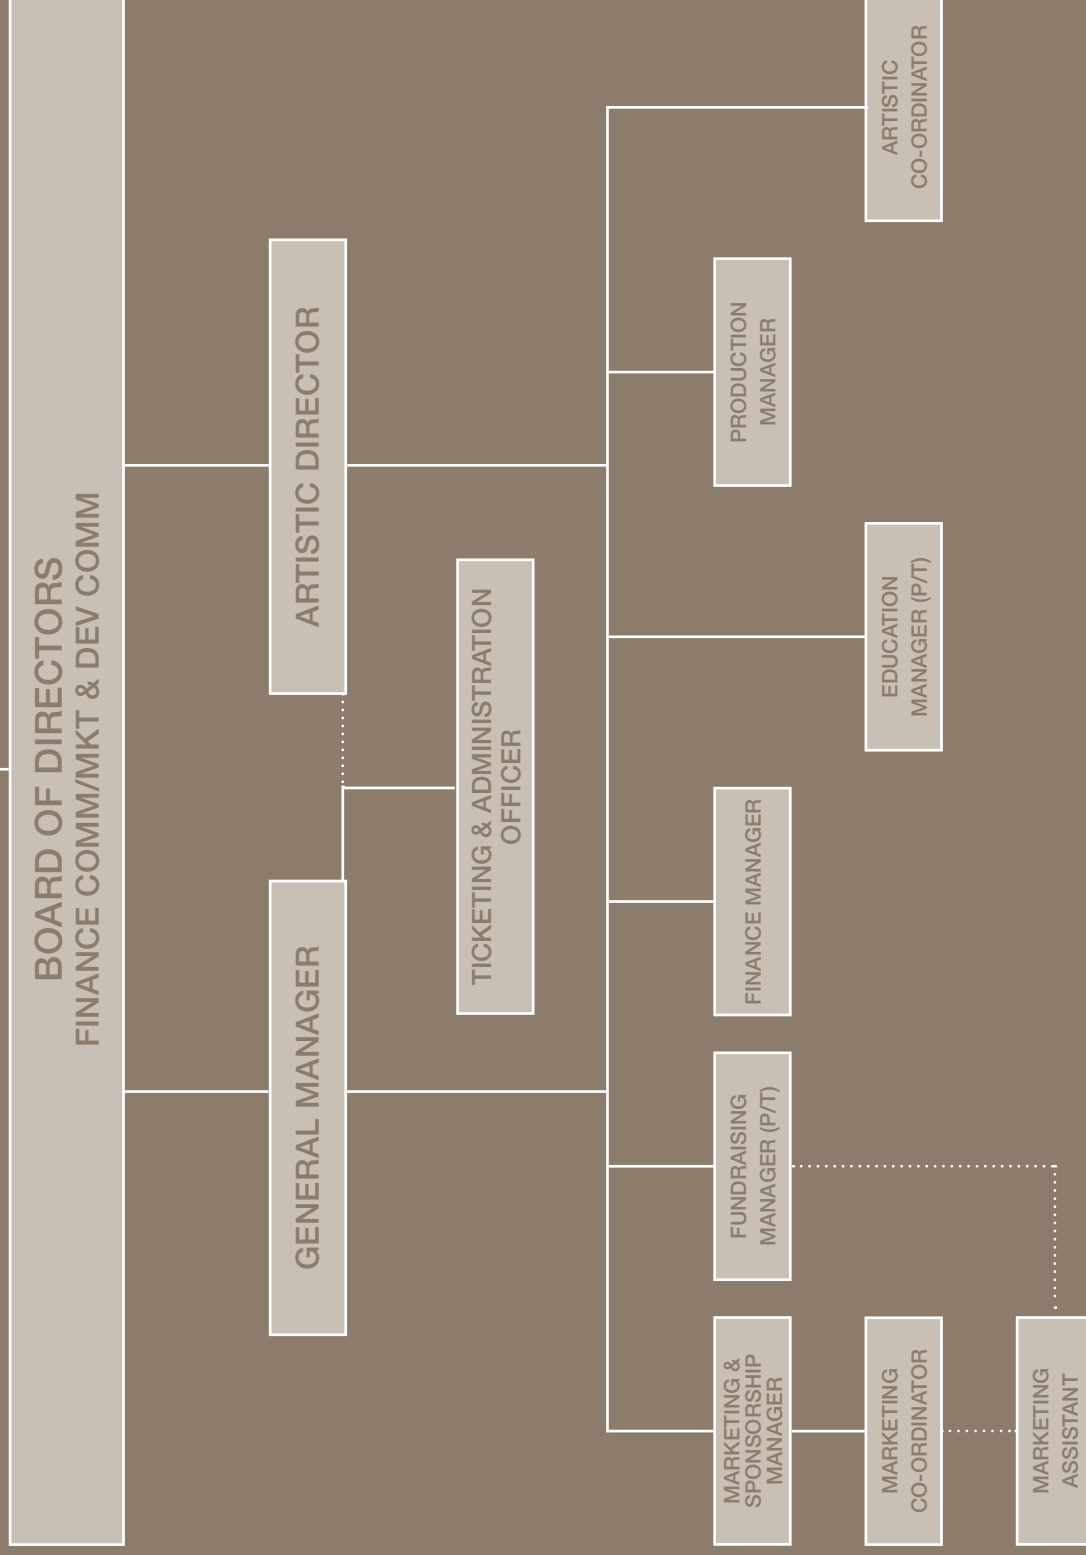 BOARD OF DIRECTORS
FINANCE COMM/MKT & DEV COMM
GENERAL MANAGER
ARTISTIC DIRECTOR
TICKETING & ADMINISTRATION
OFFICER
MARKETING &
SPONSORSHIP
MANAGER
FUNDRAISING
MANAGER (P/T)
FINANCE MANAGER
PRODUCTION
MANAGER
MARKETING
CO-ORDINATOR
EDUCATION
MANAGER (P/T)
ARTISTIC
CO-ORDINATOR
MARKETING
ASSISTANT